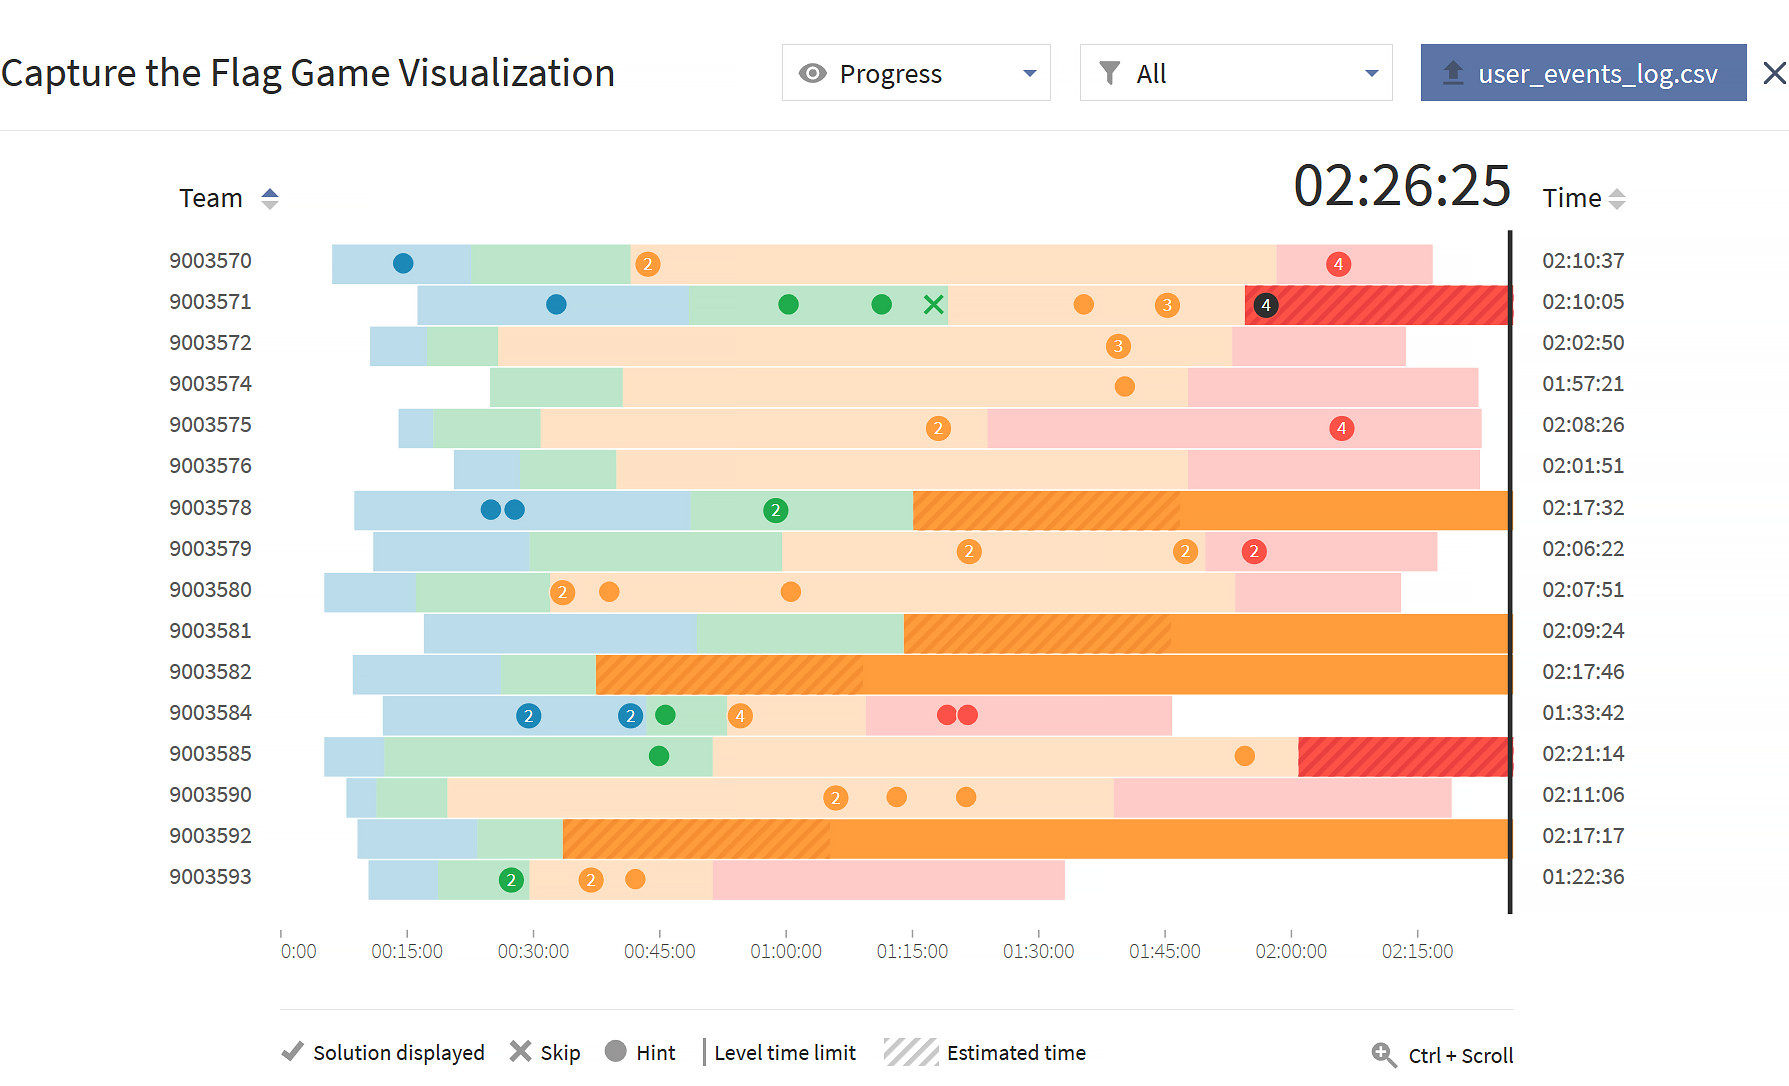 Capture the Flag Game Visualization
Progress
All
user_events_log.csv
02:26:25
Team
Time
9003570 2 4 02:10:37
9003571 3 4 02:10:05
9003572 3 02:02:50
9003574 01:57:21
9003575 2 4 02:08:26
9003576 02:01:51
9003578 2 02:17:32
9003579 2 2 2 02:06:22
9003580 2 02:07:51
9003581 02:09:24
9003582 02:17:46
9003584 2 2 4 01:33:42
9003585 02:21:14
9003590 2 02:11:06
9003592 02:17:17
9003593 2 2 01:22:36
0:00 00:15:00 00:30:00 00:45:00 01:00:00 01:15:00 01:30:00 01:45:00 02:00:00 02:15:00
Solution displayed Skip Hint Level time limit Estimated time Ctrl + Scroll